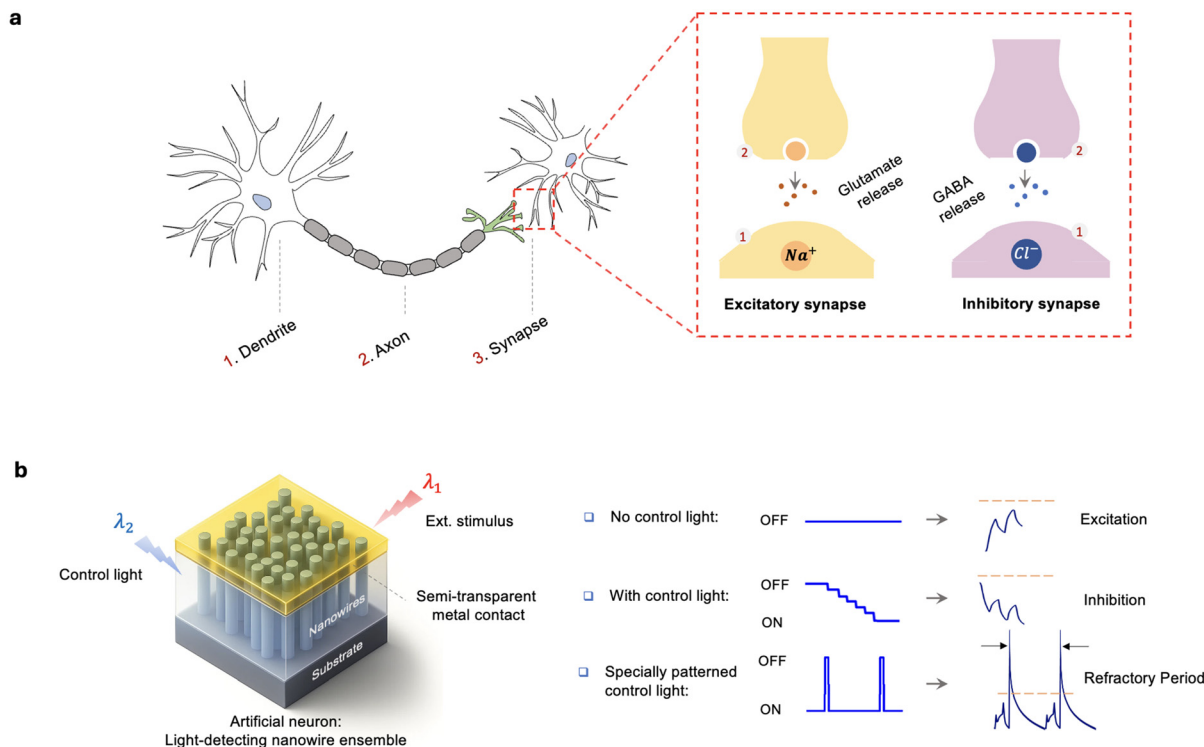 a
1. Dendrite
2. Axon
3. Synapse
2
Glutamate
release
1
Na⁺
Excitatory synapse
2
GABA
release
1
Cl⁻
Inhibitory synapse
b
λ₂
Control light
λ₁
Ext. stimulus
Semi-transparent
metal contact
Nanowires
Substrate
Artificial neuron:
Light-detecting nanowire ensemble
No control light:
OFF
Excitation
With control light:
OFF
ON
Inhibition
Specially patterned
control light:
OFF
ON
Refractory Period